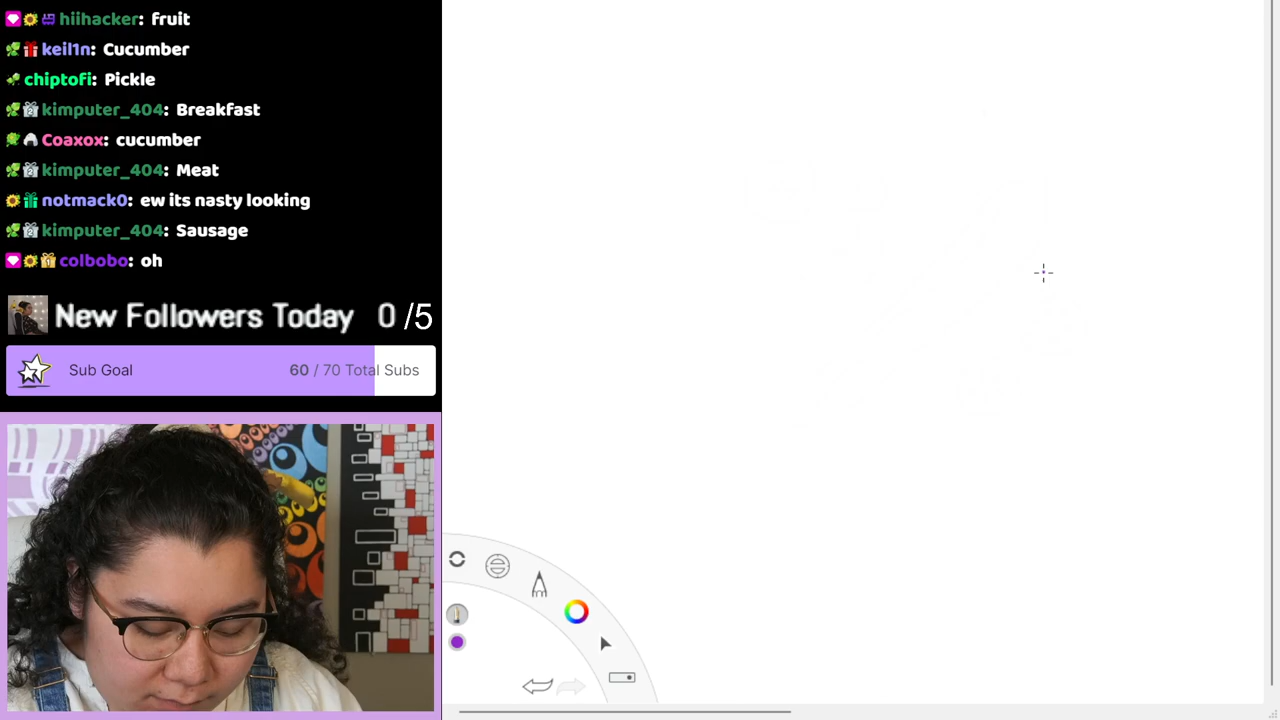 hiihacker: fruit
keil1n: Cucumber
chiptofi: Pickle
kimputer_404: Breakfast
Coaxox: cucumber
kimputer_404: Meat
notmack0: ew its nasty looking
kimputer_404: Sausage
colbobo: oh
New Followers Today 0 /5
Sub Goal 60 / 70 Total Subs